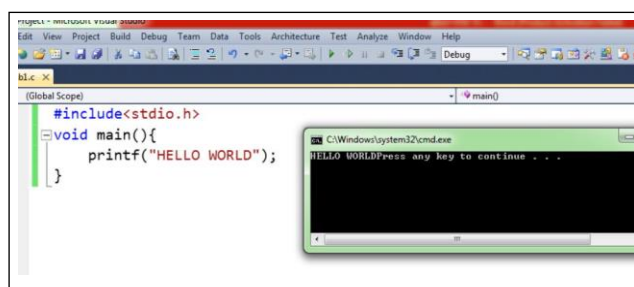 Project - Microsoft Visual Studio
Edit View Project Build Debug Team Data Tools Architecture Test Analyze Window Help
Debug
b1.c X
(Global Scope) main()
#include<stdio.h>
void main(){
printf("HELLO WORLD");
}
C:\Windows\system32\cmd.exe
HELLO WORLDPress any key to continue . . .